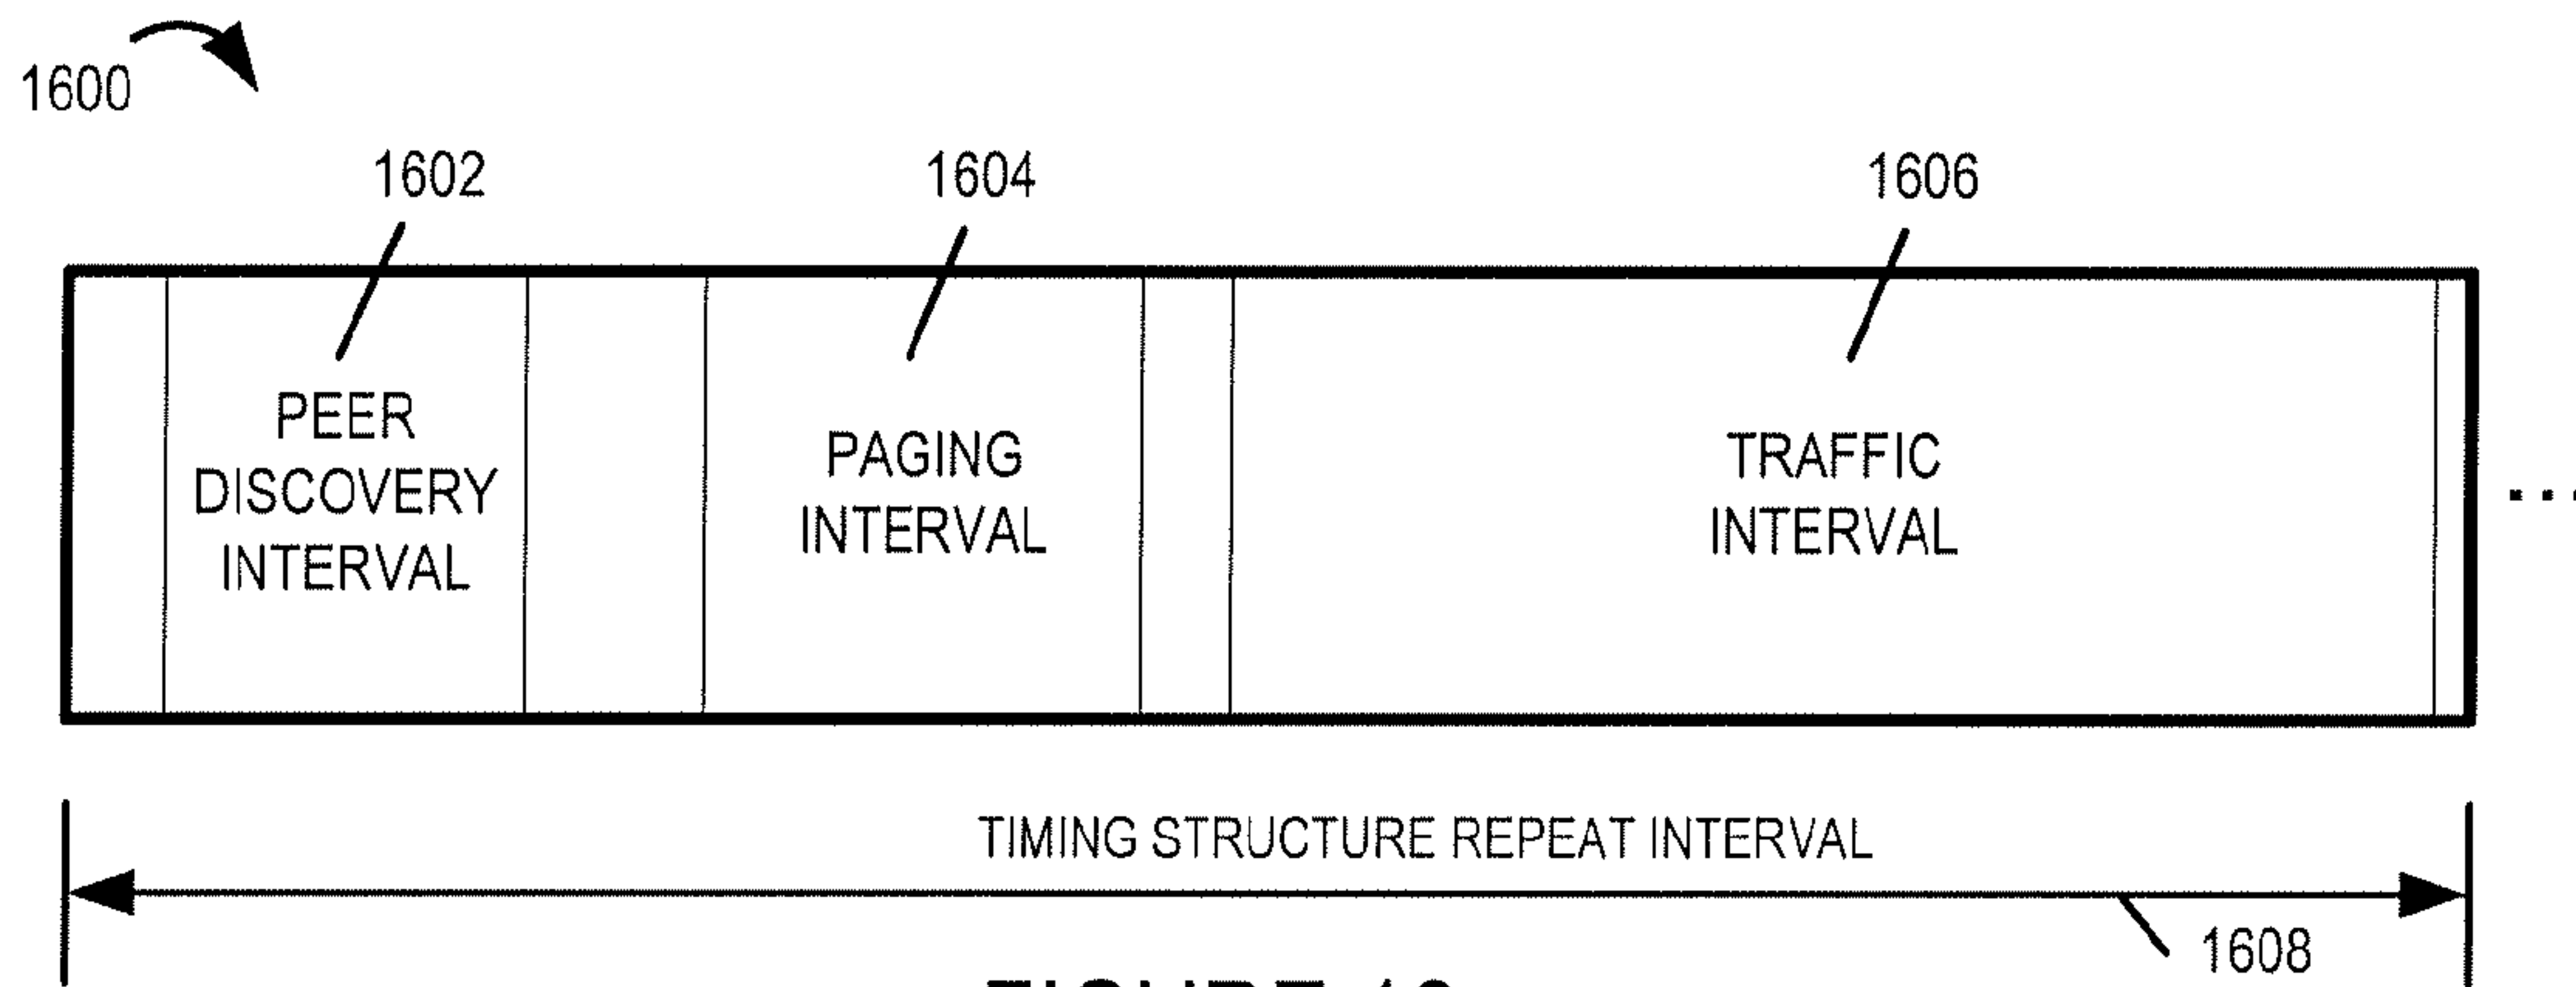 1600
1602
1604
1606
PEER
DISCOVERY
INTERVAL
PAGING
INTERVAL
TRAFFIC
INTERVAL
...
TIMING STRUCTURE REPEAT INTERVAL
1608